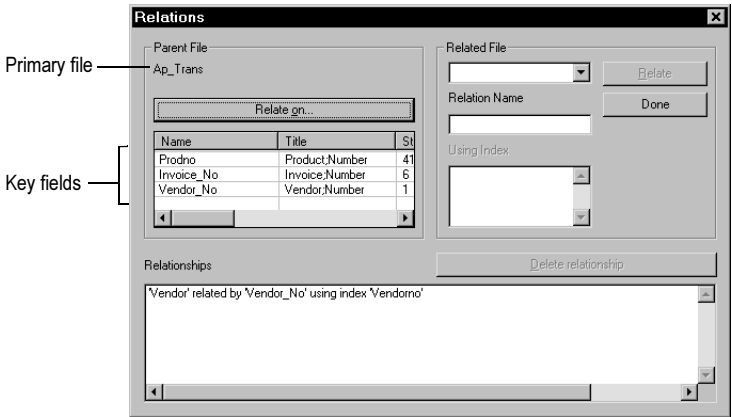 Relations
Primary file
Parent File
Ap_Trans
Relate on...
Name Title St
Prodno Product;Number 41
Invoice_No Invoice;Number 6
Vendor_No Vendor;Number 1
Key fields
Related File
Relate
Relation Name
Done
Using Index
Relationships
Delete relationship
'Vendor' related by 'Vendor_No' using index 'Vendorno'